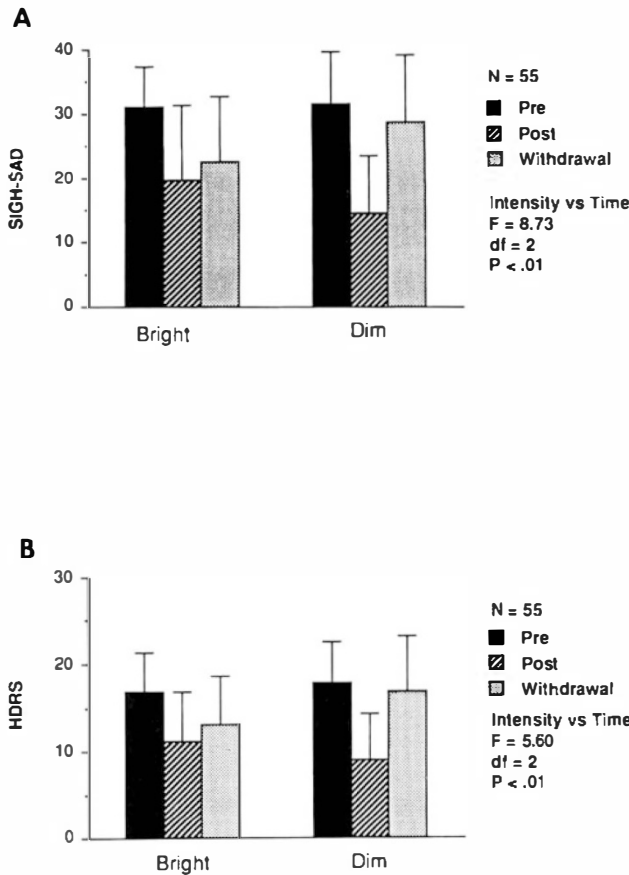 A
40
30
20
10
0
SIGH-SAD
Bright
Dim
N = 55
Pre
Post
Withdrawal
Intensity vs Time
F = 8.73
df = 2
P < .01
B
30
20
10
0
HDRS
Bright
Dim
N = 55
Pre
Post
Withdrawal
Intensity vs Time
F = 5.60
df = 2
P < .01